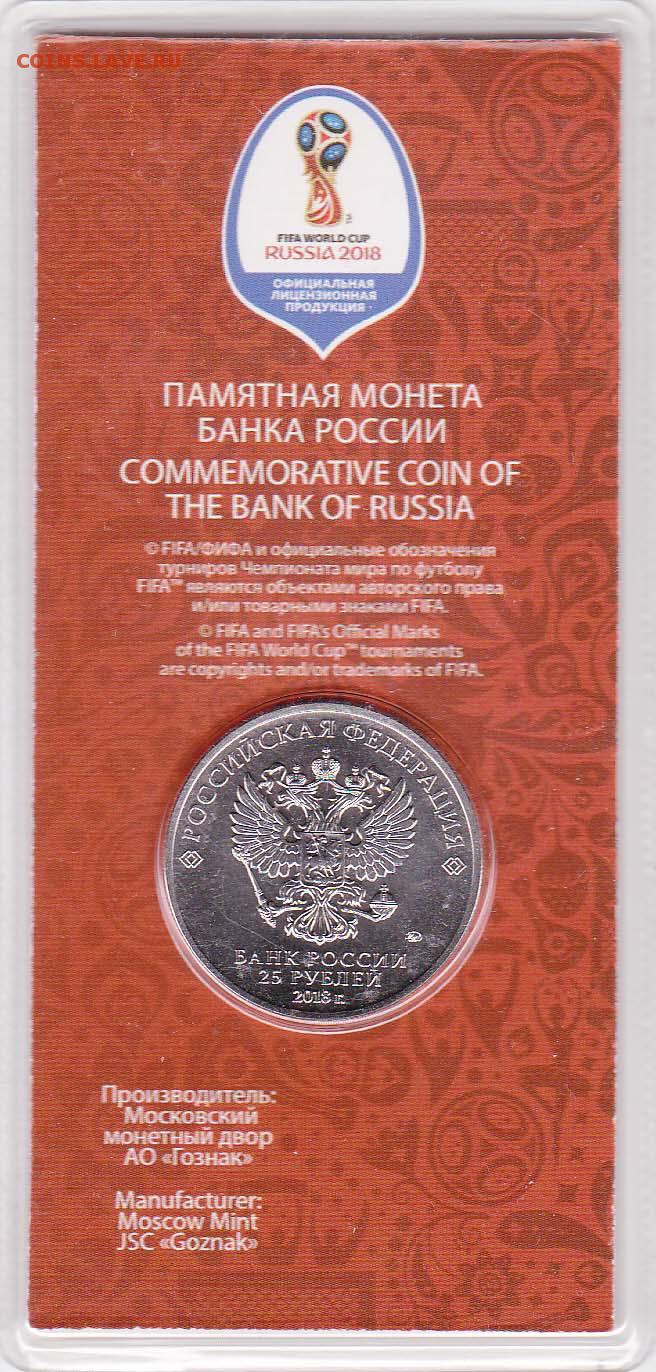 COINS.LAVE.RU
FIFA WORLD CUP
RUSSIA 2018
ОФИЦИАЛЬНАЯ
ЛИЦЕНЗИОННАЯ
ПРОДУКЦИЯ
ПАМЯТНАЯ МОНЕТА
БАНКА РОССИИ
COMMEMORATIVE COIN OF
THE BANK OF RUSSIA
© FIFA/ФИФА и официальные обозначения
турниров Чемпионата мира по футболу
FIFA™ являются объектами авторского права
и/или товарными знаками FIFA.
© FIFA and FIFA's Official Marks
of the FIFA World Cup™ tournaments
are copyrights and/or trademarks of FIFA.
РОССИЙСКАЯ ФЕДЕРАЦИЯ
БАНК РОССИИ
25 РУБЛЕЙ
2018 г.
Производитель:
Московский
монетный двор
АО «Гознак»
Manufacturer:
Moscow Mint
JSC «Goznak»